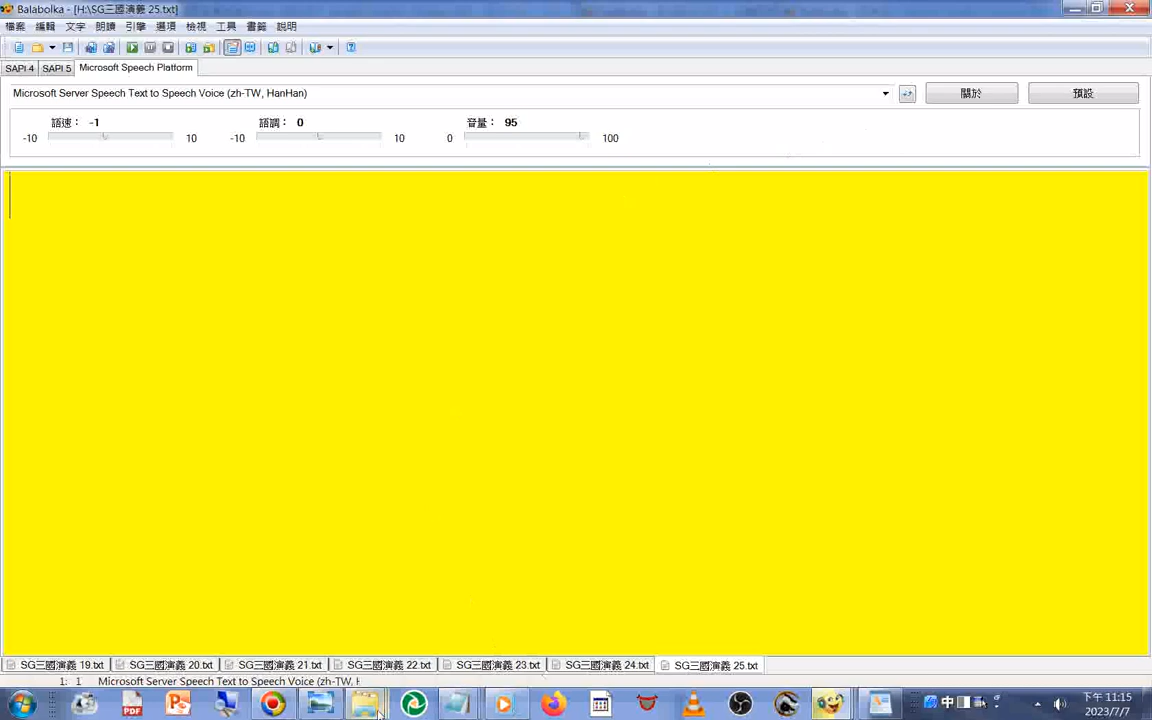 Balabolka - [H:\SG三國演義 25.txt]
檔案 編輯 文字 朗讀 引擎 選項 檢視 工具 書籤 說明
SAPI 4 SAPI 5 Microsoft Speech Platform
Microsoft Server Speech Text to Speech Voice (zh-TW, HanHan) 關於 預設
語速： -1 語調： 0 音量： 95
-10 10 -10 10 0 100
SG三國演義 19.txt SG三國演義 20.txt SG三國演義 21.txt SG三國演義 22.txt SG三國演義 23.txt SG三國演義 24.txt SG三國演義 25.txt
1: 1 Microsoft Server Speech Text to Speech Voice (zh-TW, H
PDF 中 下午 11:15
2023/7/7